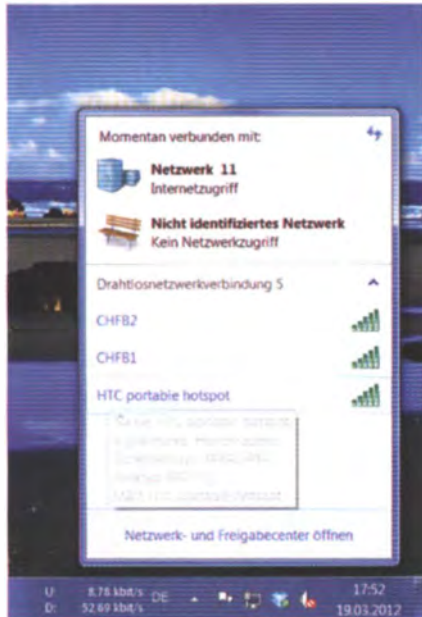 Momentan verbunden mit:
Netzwerk 11
Internetzugriff
Nicht identifiziertes Netzwerk
Kein Netzwerkzugriff
Drahtlosnetzwerkverbindung 5
CHFB2
CHFB1
HTC portable hotspot
Netzwerk- und Freigabecenter öffnen
U: 8.78 kbit/s
D: 52.69 kbit/s
DE
17:52
19.03.2012